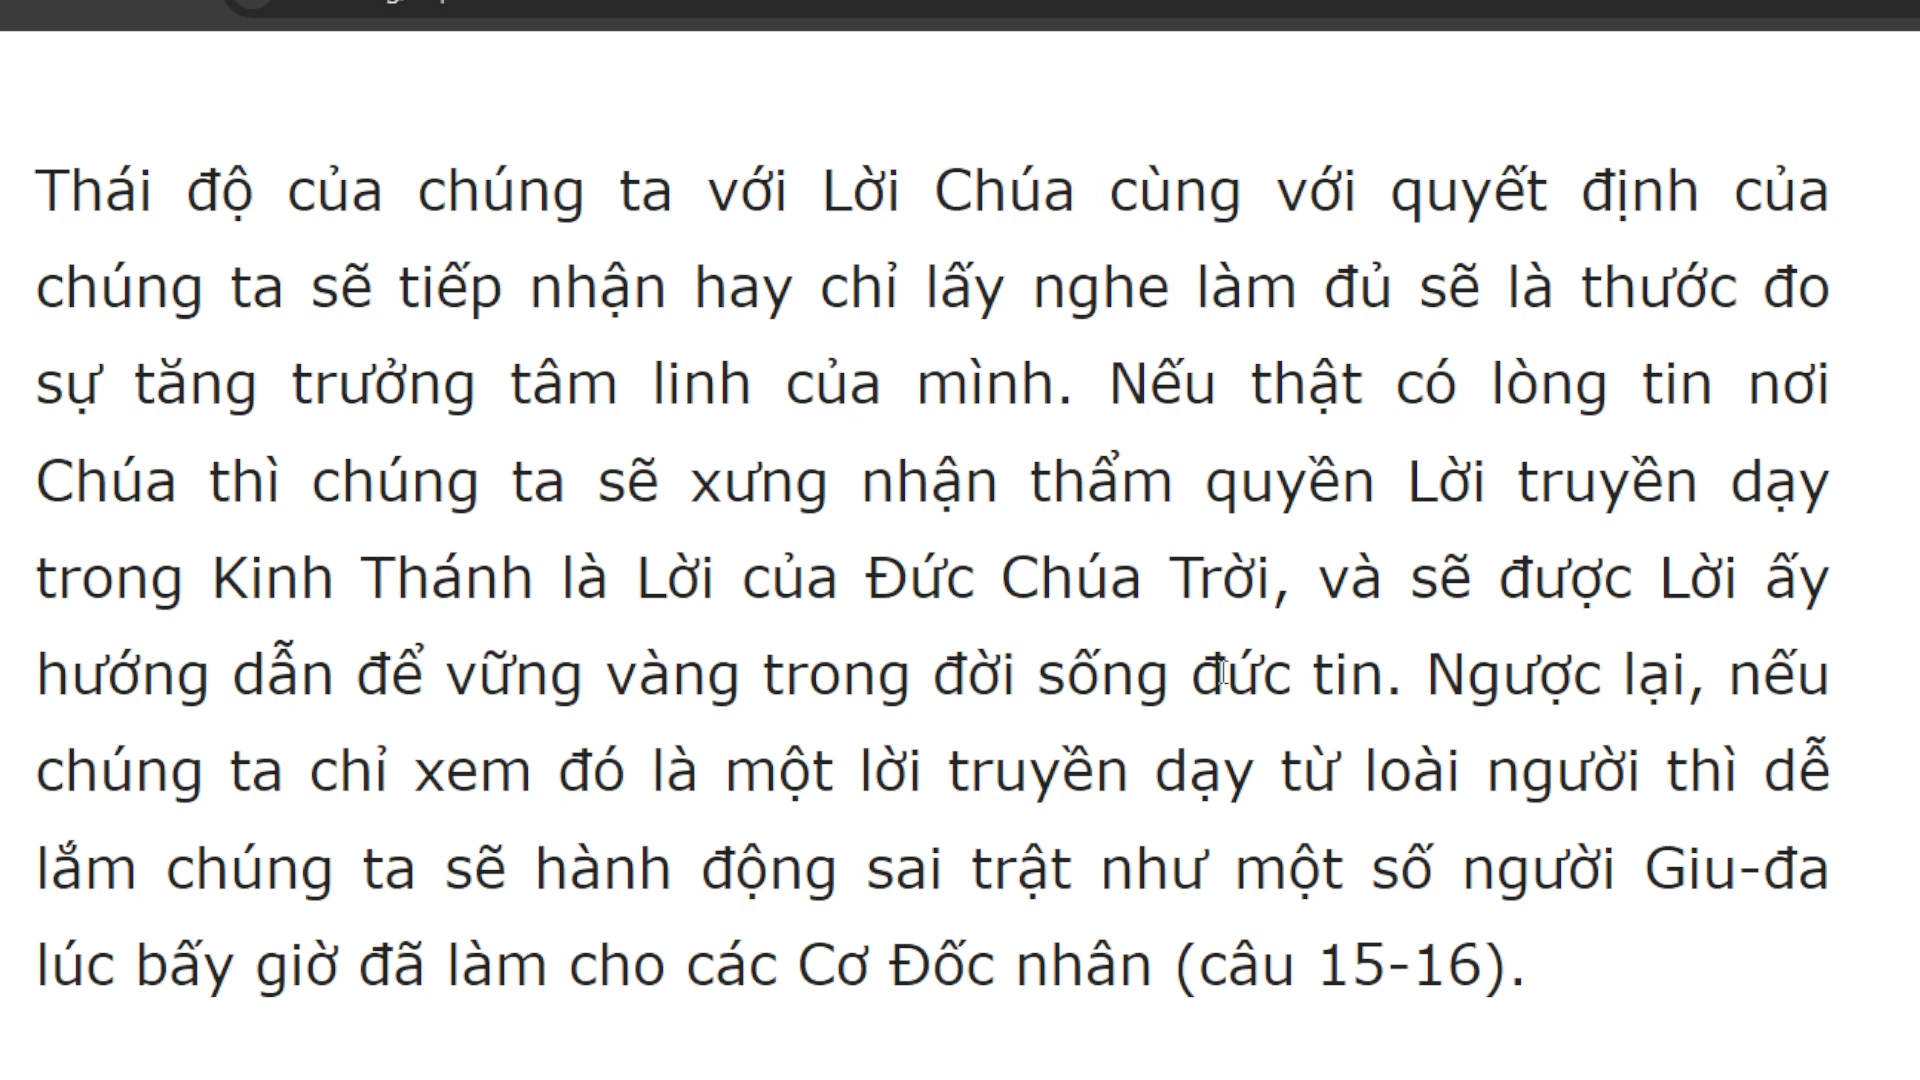 Thái độ của chúng ta với Lời Chúa cùng với quyết định của
chúng ta sẽ tiếp nhận hay chỉ lấy nghe làm đủ sẽ là thước đo
sự tăng trưởng tâm linh của mình. Nếu thật có lòng tin nơi
Chúa thì chúng ta sẽ xưng nhận thẩm quyền Lời truyền dạy
trong Kinh Thánh là Lời của Đức Chúa Trời, và sẽ được Lời ấy
hướng dẫn để vững vàng trong đời sống đức tin. Ngược lại, nếu
chúng ta chỉ xem đó là một lời truyền dạy từ loài người thì dễ
lắm chúng ta sẽ hành động sai trật như một số người Giu-đa
lúc bấy giờ đã làm cho các Cơ Đốc nhân (câu 15-16).